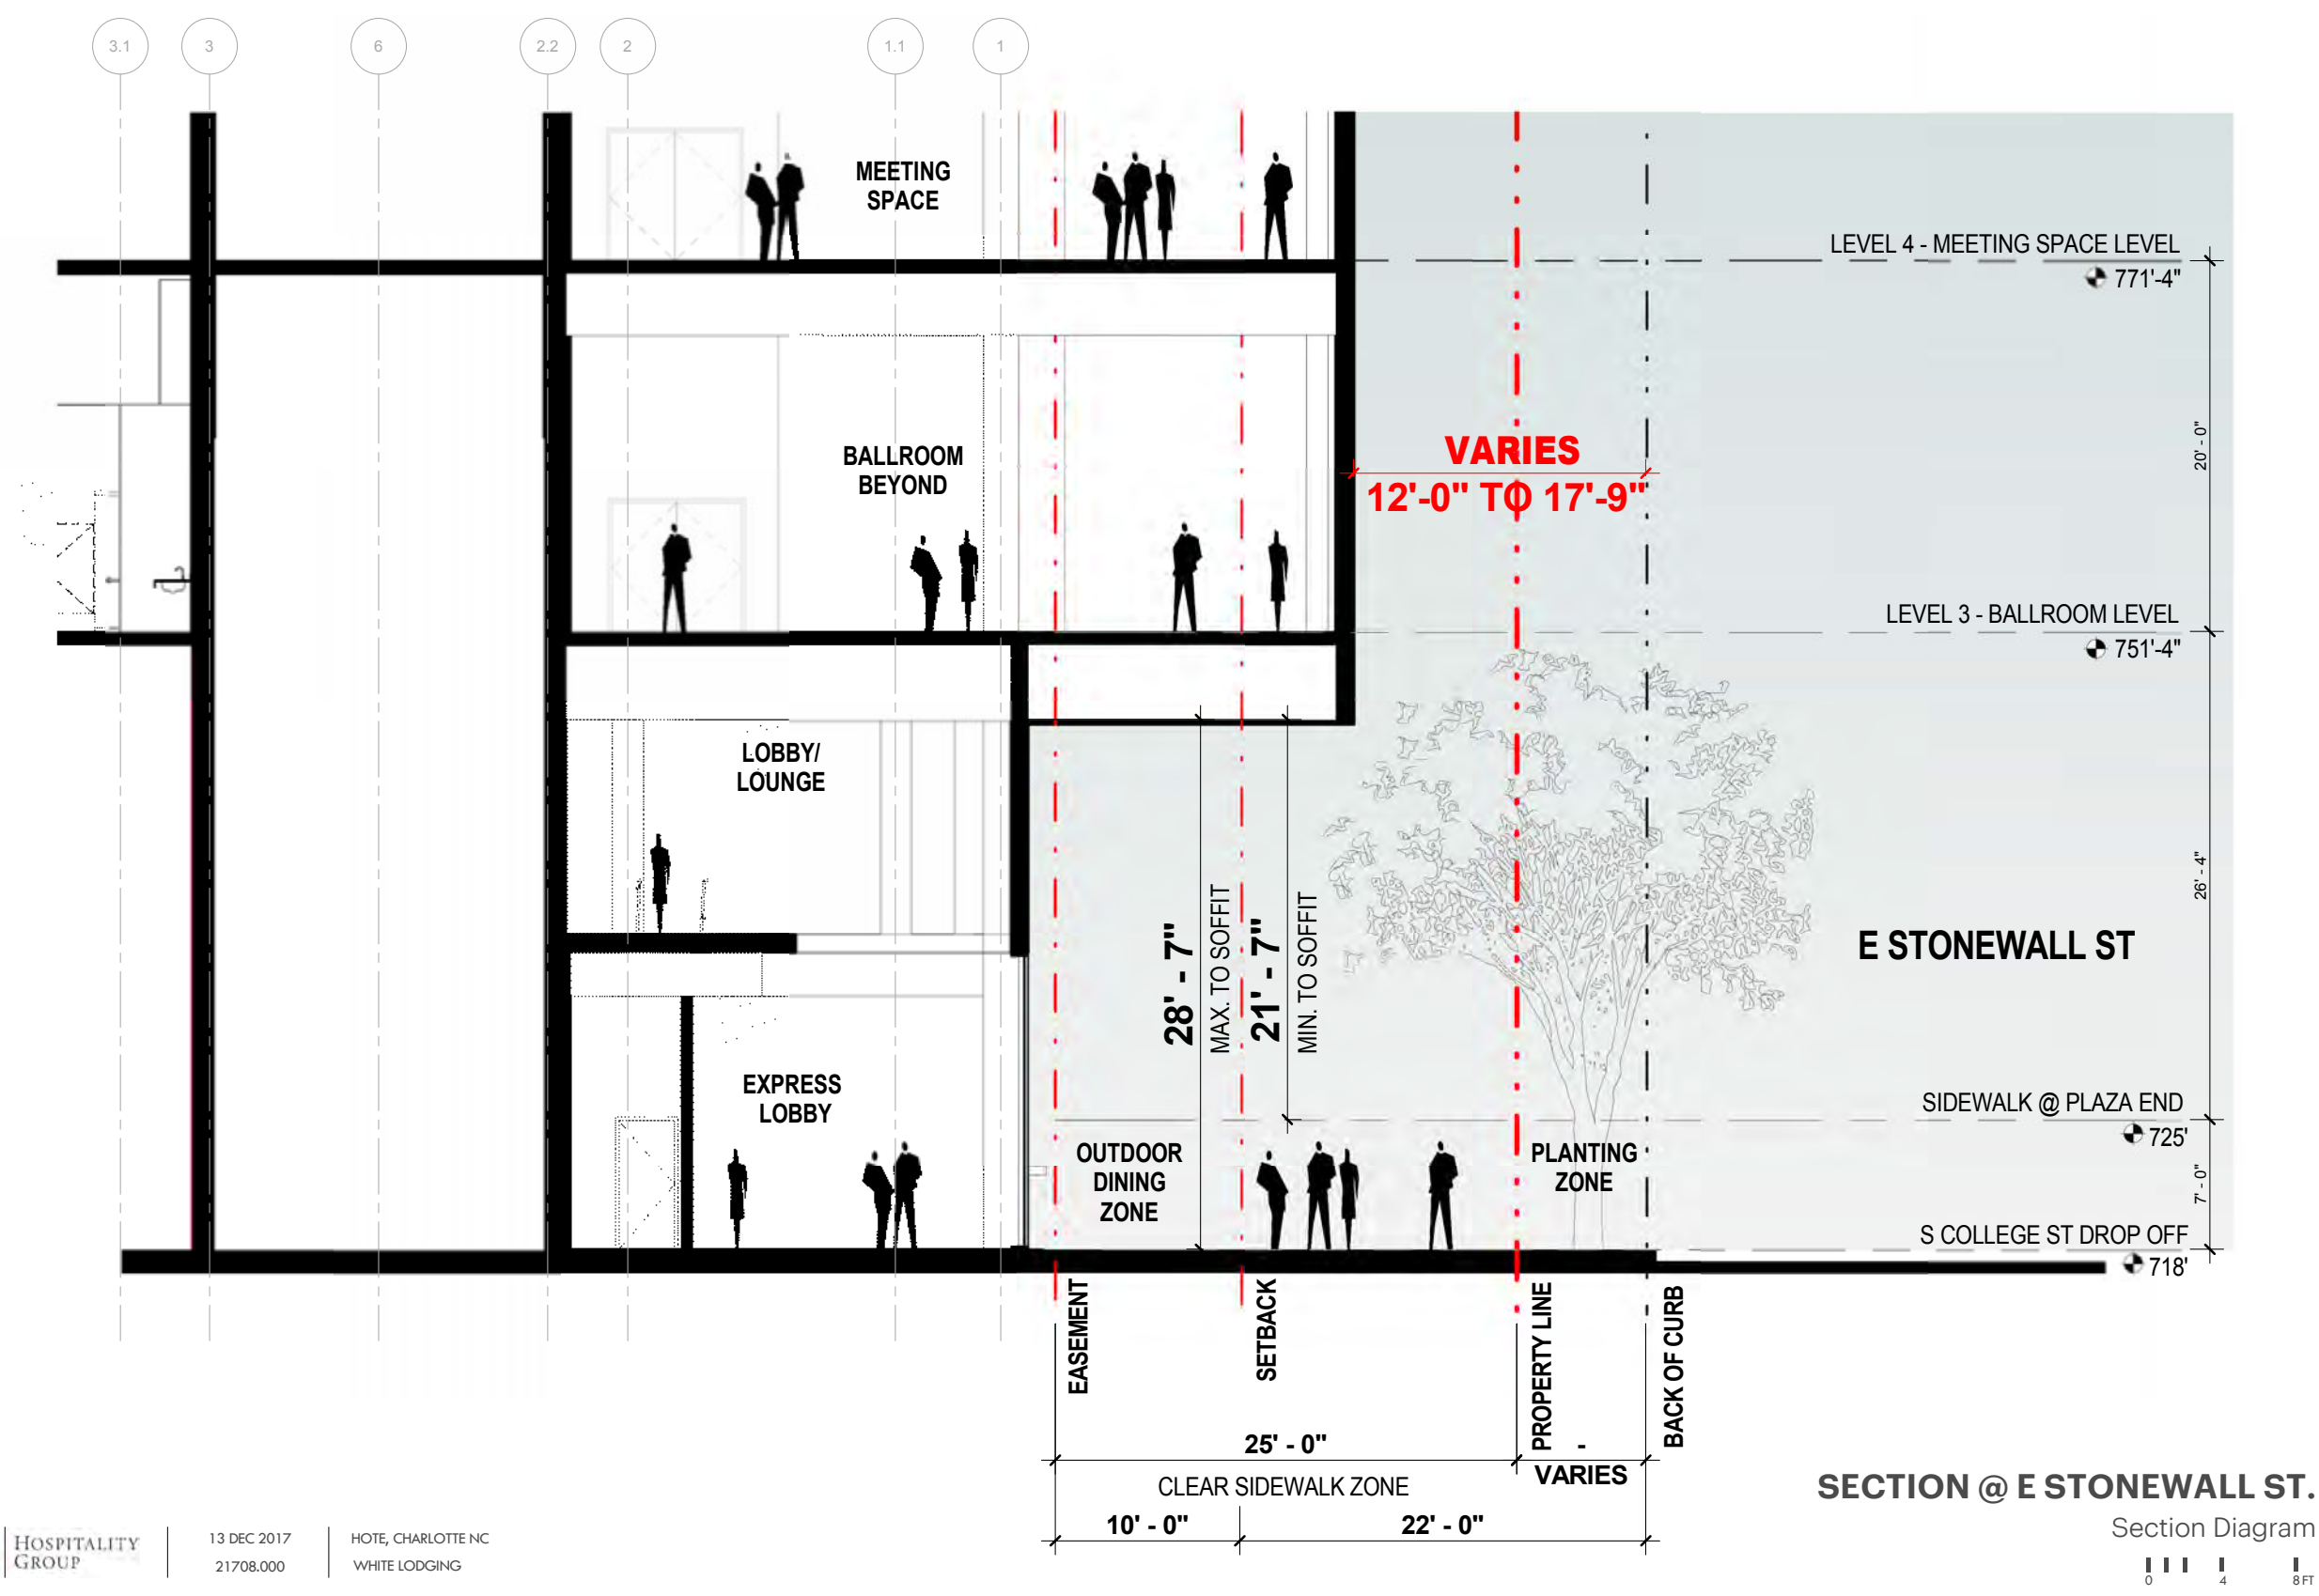 3.1
3
6
2.2
2
1.1
1
MEETING
SPACE
LEVEL 4 - MEETING SPACE LEVEL
771'-4"
20' - 0"
VARIES
12'-0" TO 17'-9"
BALLROOM
BEYOND
LEVEL 3 - BALLROOM LEVEL
751'-4"
LOBBY/
LOUNGE
26' - 4"
28' - 7"
MAX. TO SOFFIT
21' - 7"
MIN. TO SOFFIT
E STONEWALL ST
EXPRESS
LOBBY
SIDEWALK @ PLAZA END
725'
OUTDOOR
DINING
ZONE
PLANTING
ZONE
7' - 0"
S COLLEGE ST DROP OFF
718'
EASEMENT
SETBACK
PROPERTY LINE
BACK OF CURB
25' - 0"
-
VARIES
CLEAR SIDEWALK ZONE
10' - 0"
22' - 0"
SECTION @ E STONEWALL ST.
Section Diagram
0 4 8 FT
HOSPITALITY
GROUP
13 DEC 2017
21708.000
HOTE, CHARLOTTE NC
WHITE LODGING